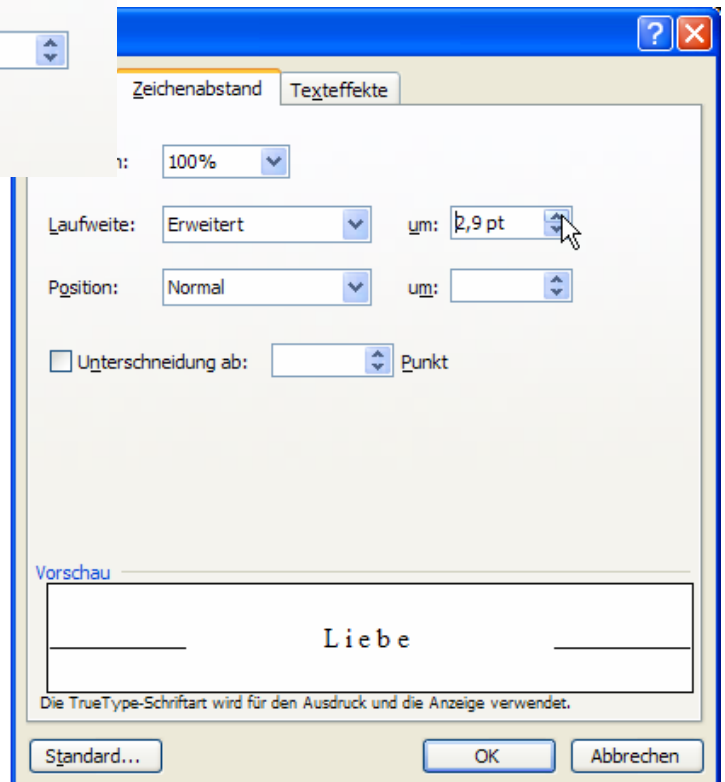 Zeichenabstand Texteffekte
100%
Laufweite: Erweitert um: 2,9 pt
Position: Normal um:
Unterschneidung ab: Punkt
Vorschau
Liebe
Die TrueType-Schriftart wird für den Ausdruck und die Anzeige verwendet.
Standard... OK Abbrechen